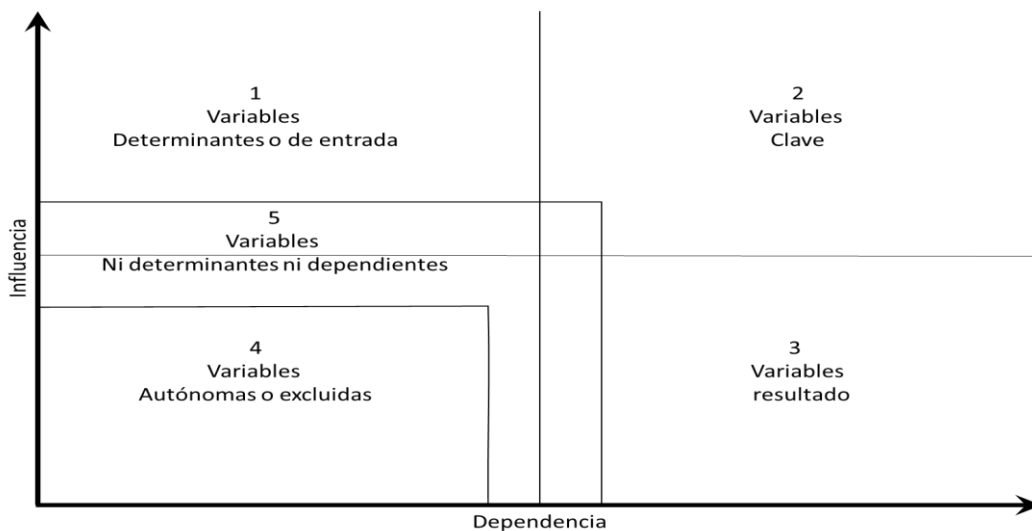 1
Variables
Determinantes o de entrada
2
Variables
Clave
5
Variables
Ni determinantes ni dependientes
4
Variables
Autónomas o excluidas
3
Variables
resultado
Influencia
Dependencia